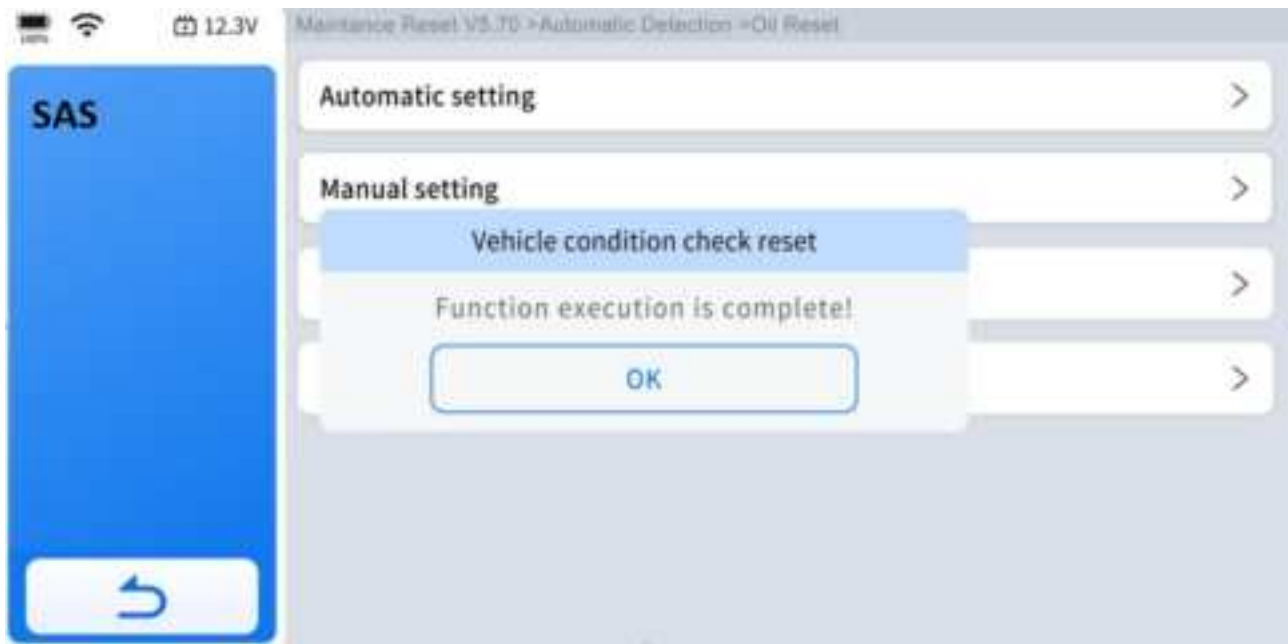 100%
12.3V
Maintance Reset V5.70 >Automatic Detection >Oil Reset
SAS
Automatic setting
Manual setting
Vehicle condition check reset
Function execution is complete!
OK